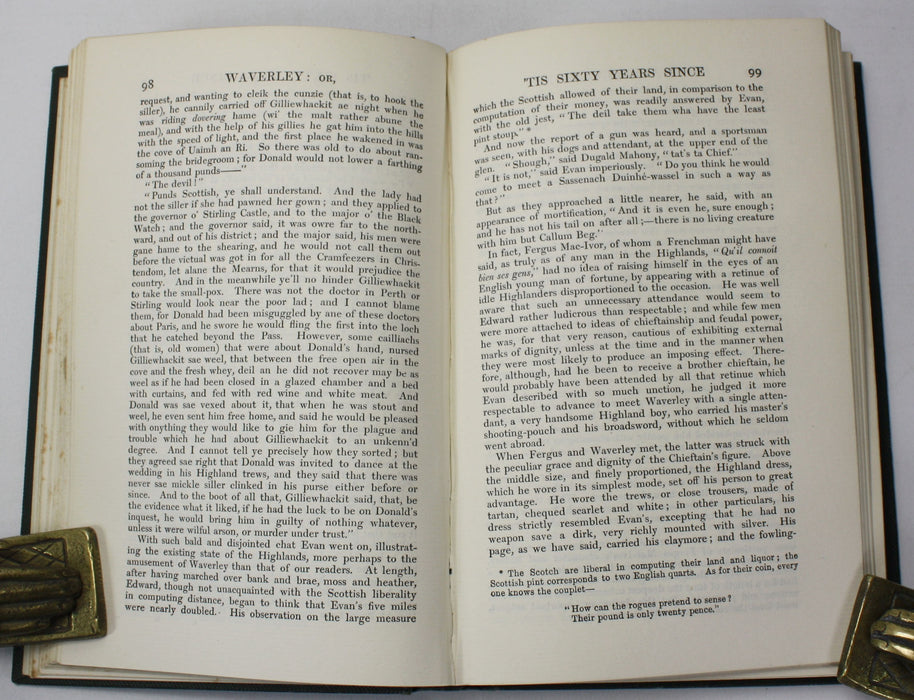 98
WAVERLEY: OR,
request, and wanting to cleik the cunzie (that is, to hook the
siller), he cannily carried off Gilliewhackit ae night when he
was riding dovering hame (wi' the malt rather abune the
meal), and with the help of his gillies he gat him into the hills
with the speed of light, and the first place he wakened in was
the cove of Uaimh an Ri. So there was old to do about ran-
soming the bridegroom; for Donald would not lower a farthing
of a thousand punds——"
"The devil!"
"Punds Scottish, ye shall understand. And the lady had
not the siller if she had pawned her gown; and they applied to
the governor o' Stirling Castle, and to the major o' the Black
Watch; and the governor said, it was owre far to the north-
ward, and out of his district; and the major said, his men were
gane hame to the shearing, and he would not call them out
before the victual was got in for all the Cramfeezers in Chris-
tendom, let alane the Mearns, for that it would prejudice the
country. And in the meanwhile ye'll no hinder Gilliewhackit
to take the small-pox. There was not the doctor in Perth or
Stirling would look near the poor lad; and I cannot blame
them, for Donald had been misguggled by ane of these doctors
about Paris, and he swore he would fling the first into the loch
that he catched beyond the Pass. However, some cailliachs
(that is, old women) that were about Donald's hand, nursed
Gilliewhackit sae weel, that between the free open air in the
cove and the fresh whey, deil an he did not recover may be as
weel as if he had been closed in a glazed chamber and a bed
with curtains, and fed with red wine and white meat. And
Donald was sae vexed about it, that when he was stout and
weel, he even sent him free home, and said he would be pleased
with onything they would like to gie him for the plague and
trouble which he had about Gilliewhackit to an unkenn'd
degree. And I cannot tell ye precisely how they sorted; but
they agreed sae right that Donald was invited to dance at the
wedding in his Highland trews, and they said that there was
never sae mickle siller clinked in his purse either before or
since. And to the boot of all that, Gilliewhackit said, that, be
the evidence what it liked, if he had the luck to be on Donald's
inquest, he would bring him in guilty of nothing whatever,
unless it were wilful arson, or murder under trust."
With such bald and disjointed chat Evan went on, illustrat-
ing the existing state of the Highlands, more perhaps to the
amusement of Waverley than that of our readers. At length,
after having marched over bank and brae, moss and heather,
Edward, though not unacquainted with the Scottish liberality
in computing distance, began to think that Evan's five miles
were nearly doubled. His observation on the large measure
'TIS SIXTY YEARS SINCE
99
which the Scottish allowed of their land, in comparison to the
computation of their money, was readily answered by Evan,
with the old jest, "The deil take them wha have the least
pint stoup." *
And now the report of a gun was heard, and a sportsman
was seen, with his dogs and attendant, at the upper end of the
glen. "Shough," said Dugald Mahony, "tat's ta Chief."
"It is not," said Evan imperiously. "Do you think he would
come to meet a Sassenach Duinhé-wassel in such a way as
that?"
But as they approached a little nearer, he said, with an
appearance of mortification, "And it is even he, sure enough;
and he has not his tail on after all;—there is no living creature
with him but Callum Beg."
In fact, Fergus Mac-Ivor, of whom a Frenchman might have
said, as truly as of any man in the Highlands, "Qu'il connoit
bien ses gens," had no idea of raising himself in the eyes of an
English young man of fortune, by appearing with a retinue of
idle Highlanders disproportioned to the occasion. He was well
aware that such an unnecessary attendance would seem to
Edward rather ludicrous than respectable; and while few men
were more attached to ideas of chieftainship and feudal power,
he was, for that very reason, cautious of exhibiting external
marks of dignity, unless at the time and in the manner when
they were most likely to produce an imposing effect. There-
fore, although, had he been to receive a brother chieftain, he
would probably have been attended by all that retinue which
Evan described with so much unction, he judged it more
respectable to advance to meet Waverley with a single atten-
dant, a very handsome Highland boy, who carried his master's
shooting-pouch and his broadsword, without which he seldom
went abroad.
When Fergus and Waverley met, the latter was struck with
the peculiar grace and dignity of the Chieftain's figure. Above
the middle size, and finely proportioned, the Highland dress,
which he wore in its simplest mode, set off his person to great
advantage. He wore the trews, or close trousers, made of
tartan, chequed scarlet and white; in other particulars, his
dress strictly resembled Evan's, excepting that he had no
weapon save a dirk, very richly mounted with silver. His
page, as we have said, carried his claymore; and the fowling-
* The Scotch are liberal in computing their land and liquor; the
Scottish pint corresponds to two English quarts. As for their coin, every
one knows the couplet—
"How can the rogues pretend to sense?
Their pound is only twenty pence."